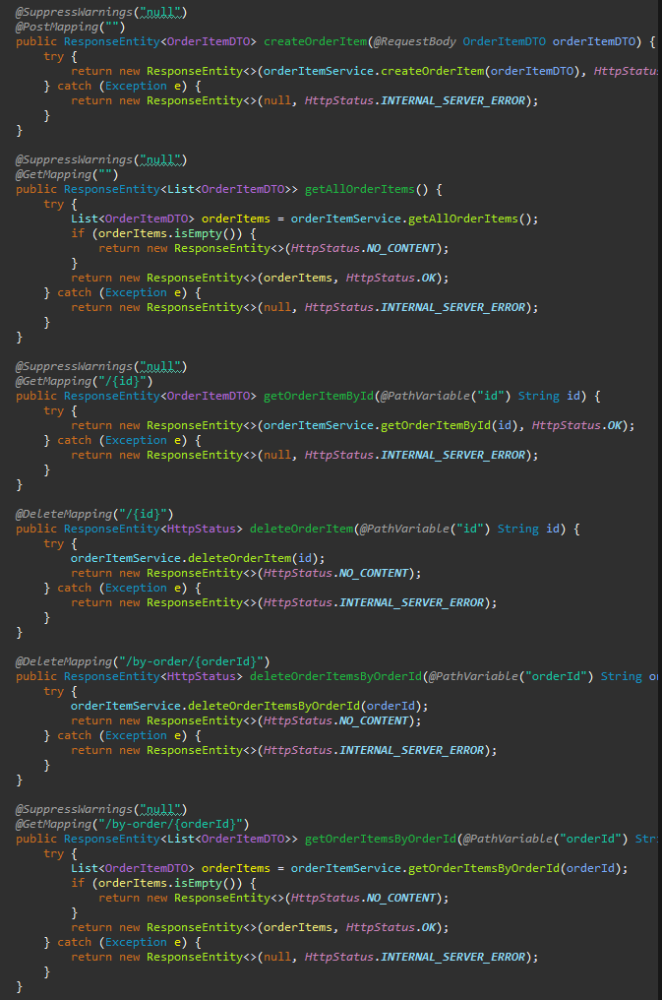 @SuppressWarnings("null")
@PostMapping("")
public ResponseEntity<OrderItemDTO> createOrderItem(@RequestBody OrderItemDTO orderItemDTO) {
    try {
        return new ResponseEntity<>(orderItemService.createOrderItem(orderItemDTO), HttpStatu
    } catch (Exception e) {
        return new ResponseEntity<>(null, HttpStatus.INTERNAL_SERVER_ERROR);
    }
}

@SuppressWarnings("null")
@GetMapping("")
public ResponseEntity<List<OrderItemDTO>> getAllOrderItems() {
    try {
        List<OrderItemDTO> orderItems = orderItemService.getAllOrderItems();
        if (orderItems.isEmpty()) {
            return new ResponseEntity<>(HttpStatus.NO_CONTENT);
        }
        return new ResponseEntity<>(orderItems, HttpStatus.OK);
    } catch (Exception e) {
        return new ResponseEntity<>(null, HttpStatus.INTERNAL_SERVER_ERROR);
    }
}

@SuppressWarnings("null")
@GetMapping("/{id}")
public ResponseEntity<OrderItemDTO> getOrderItemById(@PathVariable("id") String id) {
    try {
        return new ResponseEntity<>(orderItemService.getOrderItemById(id), HttpStatus.OK);
    } catch (Exception e) {
        return new ResponseEntity<>(null, HttpStatus.INTERNAL_SERVER_ERROR);
    }
}

@DeleteMapping("/{id}")
public ResponseEntity<HttpStatus> deleteOrderItem(@PathVariable("id") String id) {
    try {
        orderItemService.deleteOrderItem(id);
        return new ResponseEntity<>(HttpStatus.NO_CONTENT);
    } catch (Exception e) {
        return new ResponseEntity<>(HttpStatus.INTERNAL_SERVER_ERROR);
    }
}

@DeleteMapping("/by-order/{orderId}")
public ResponseEntity<HttpStatus> deleteOrderItemsByOrderId(@PathVariable("orderId") String or
    try {
        orderItemService.deleteOrderItemsByOrderId(orderId);
        return new ResponseEntity<>(HttpStatus.NO_CONTENT);
    } catch (Exception e) {
        return new ResponseEntity<>(HttpStatus.INTERNAL_SERVER_ERROR);
    }
}

@SuppressWarnings("null")
@GetMapping("/by-order/{orderId}")
public ResponseEntity<List<OrderItemDTO>> getOrderItemsByOrderId(@PathVariable("orderId") Stri
    try {
        List<OrderItemDTO> orderItems = orderItemService.getOrderItemsByOrderId(orderId);
        if (orderItems.isEmpty()) {
            return new ResponseEntity<>(HttpStatus.NO_CONTENT);
        }
        return new ResponseEntity<>(orderItems, HttpStatus.OK);
    } catch (Exception e) {
        return new ResponseEntity<>(null, HttpStatus.INTERNAL_SERVER_ERROR);
    }
}